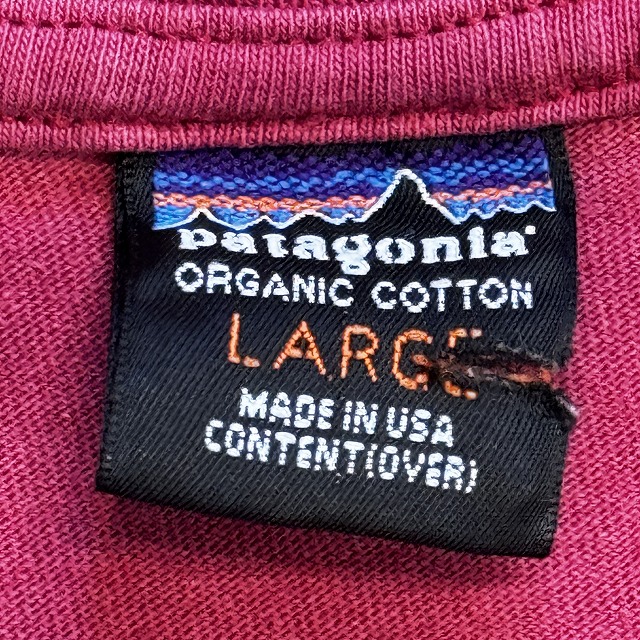 patagonia
ORGANIC COTTON
LARGE
MADE IN USA
CONTENT(OVER)